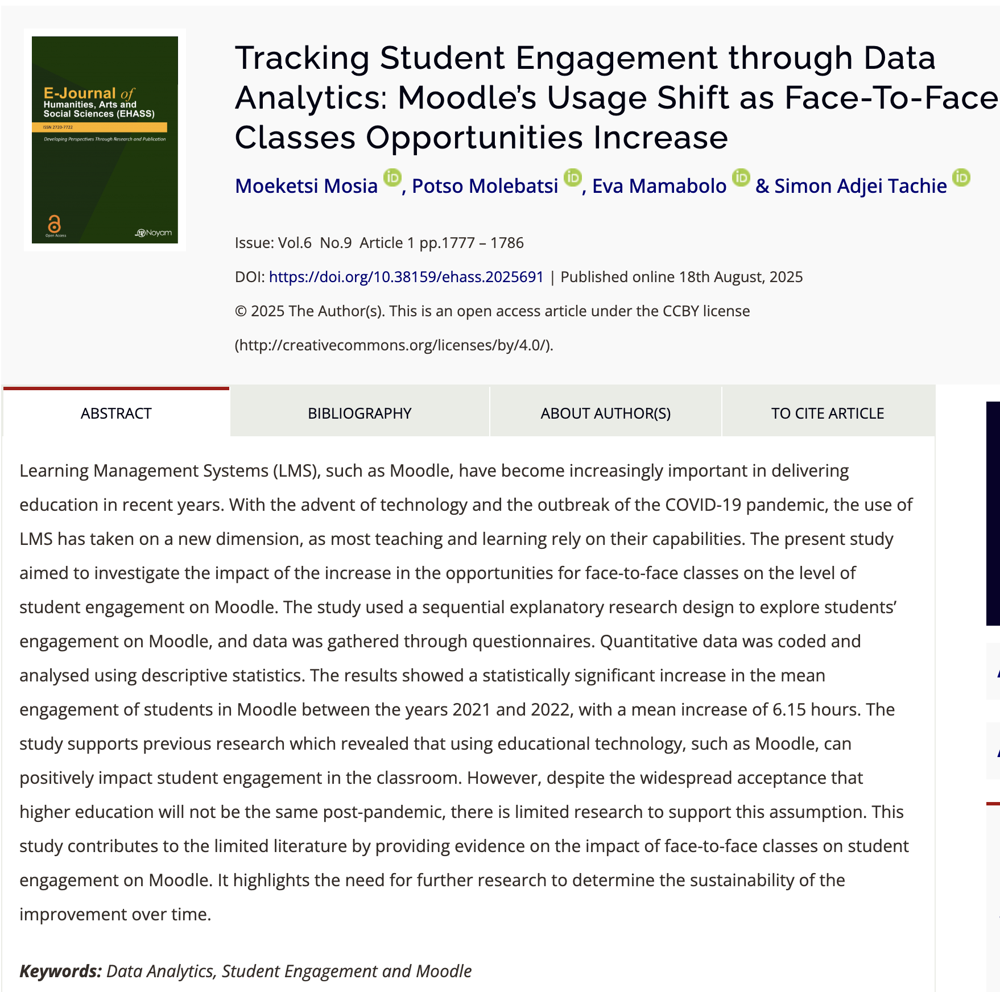 E-Journal of
Humanities, Arts and
Social Sciences (EHASS)
ISSN 2720-7722
Developing Perspectives Through Research and Publication
Open Access
Noyam
Tracking Student Engagement through Data
Analytics: Moodle’s Usage Shift as Face-To-Face
Classes Opportunities Increase
Moeketsi Mosia iD, Potso Molebatsi iD, Eva Mamabolo iD & Simon Adjei Tachie iD
Issue: Vol.6 No.9 Article 1 pp.1777 – 1786
DOI: https://doi.org/10.38159/ehass.2025691 | Published online 18th August, 2025
© 2025 The Author(s). This is an open access article under the CCBY license
(http://creativecommons.org/licenses/by/4.0/).
ABSTRACT BIBLIOGRAPHY ABOUT AUTHOR(S) TO CITE ARTICLE
Learning Management Systems (LMS), such as Moodle, have become increasingly important in delivering
education in recent years. With the advent of technology and the outbreak of the COVID-19 pandemic, the use of
LMS has taken on a new dimension, as most teaching and learning rely on their capabilities. The present study
aimed to investigate the impact of the increase in the opportunities for face-to-face classes on the level of
student engagement on Moodle. The study used a sequential explanatory research design to explore students’
engagement on Moodle, and data was gathered through questionnaires. Quantitative data was coded and
analysed using descriptive statistics. The results showed a statistically significant increase in the mean
engagement of students in Moodle between the years 2021 and 2022, with a mean increase of 6.15 hours. The
study supports previous research which revealed that using educational technology, such as Moodle, can
positively impact student engagement in the classroom. However, despite the widespread acceptance that
higher education will not be the same post-pandemic, there is limited research to support this assumption. This
study contributes to the limited literature by providing evidence on the impact of face-to-face classes on student
engagement on Moodle. It highlights the need for further research to determine the sustainability of the
improvement over time.
Keywords: Data Analytics, Student Engagement and Moodle